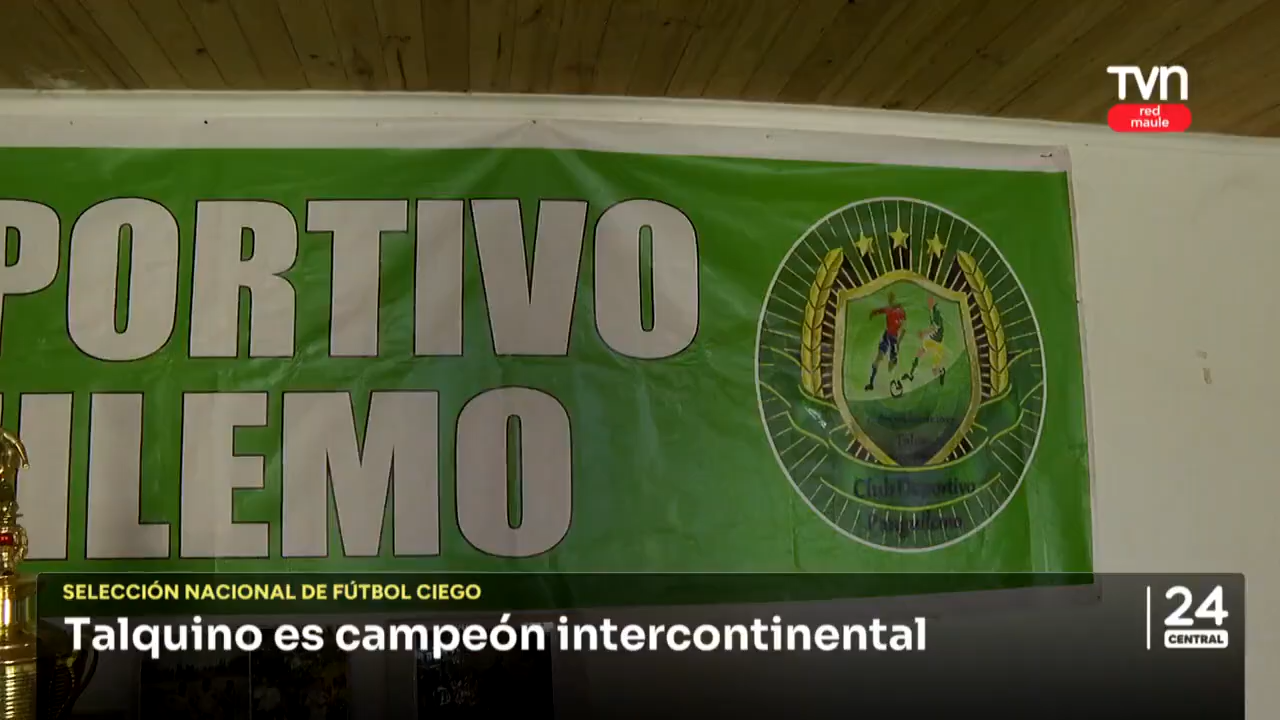 TVN
red
maule
PORTIVO
ILEMO
Club Deportivo
SELECCIÓN NACIONAL DE FÚTBOL CIEGO
Talquino es campeón intercontinental
24
CENTRAL